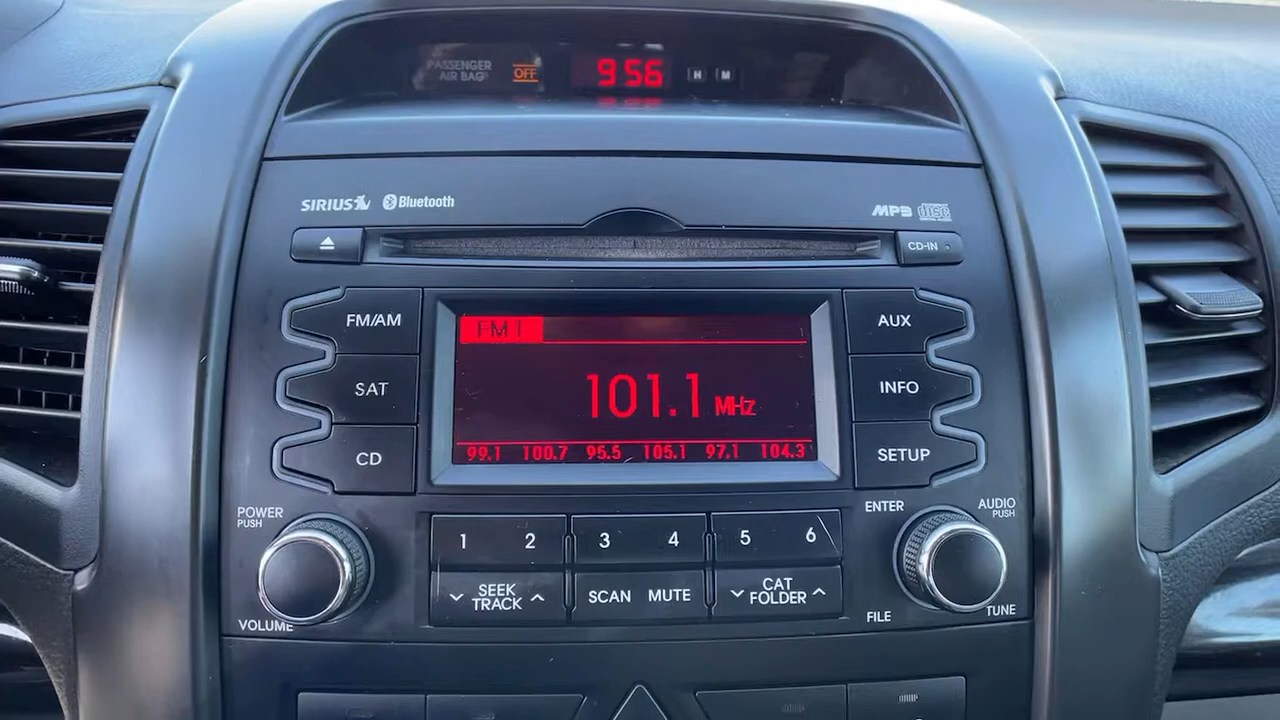 PASSENGER
AIR BAG
OFF
9 56
H
M
SIRIUS
Bluetooth
MP3
disc
CD-IN
FM/AM
FM1
AUX
SAT
101.1 MHz
INFO
CD
99.1 100.7 95.5 105.1 97.1 104.3
SETUP
POWER
PUSH
ENTER
AUDIO
PUSH
1 2 3 4 5 6
SEEK
TRACK
SCAN
MUTE
CAT
FOLDER
VOLUME
FILE
TUNE